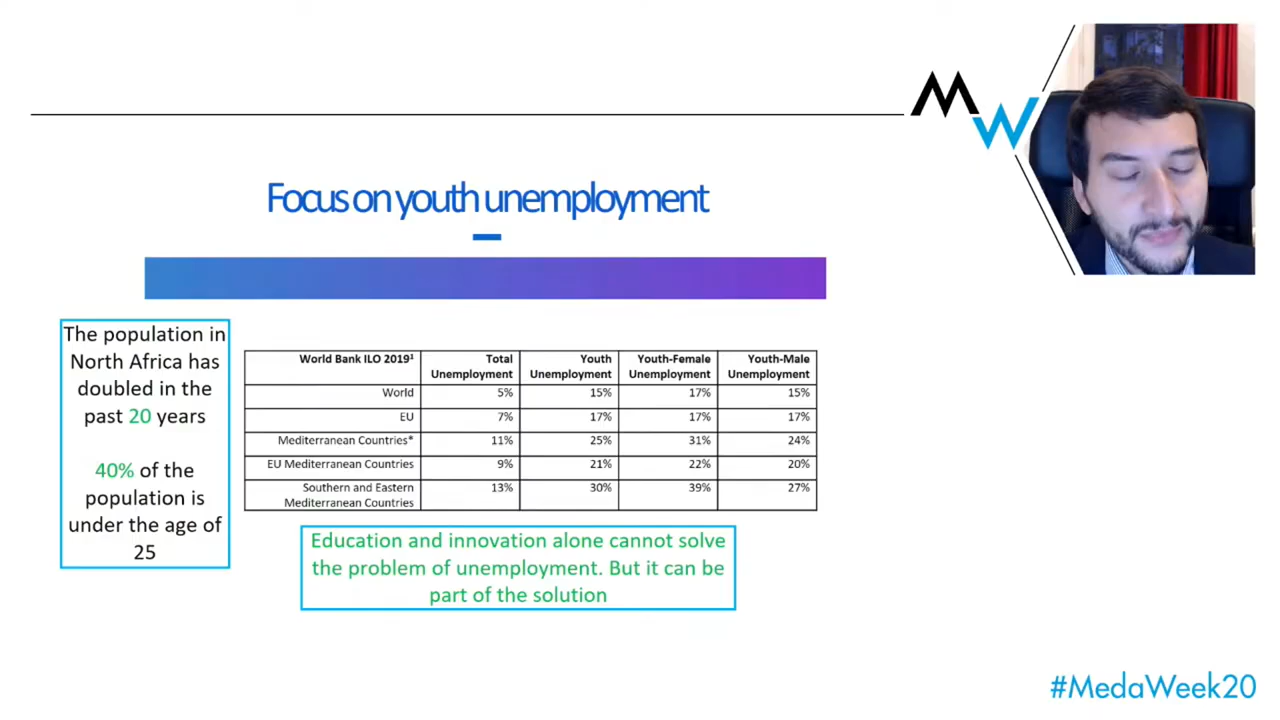 MW
Focus on youth unemployment
The population in
North Africa has
doubled in the
past 20 years
40% of the
population is
under the age of
25
World Bank ILO 2019¹ Total Unemployment Youth Unemployment Youth-Female Unemployment Youth-Male Unemployment
World 5% 15% 17% 15%
EU 7% 17% 17% 17%
Mediterranean Countries* 11% 25% 31% 24%
EU Mediterranean Countries 9% 21% 22% 20%
Southern and Eastern Mediterranean Countries 13% 30% 39% 27%
Education and innovation alone cannot solve
the problem of unemployment. But it can be
part of the solution
#MedaWeek20